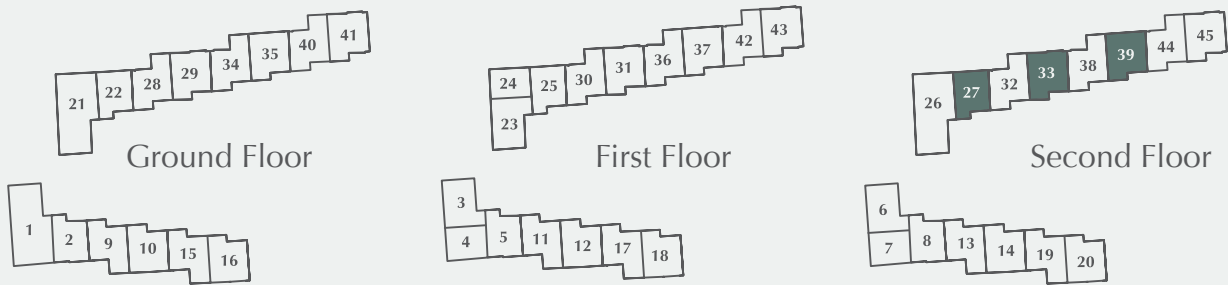 21 22 28 29 34 35 40 41
Ground Floor
1 2 9 10 15 16
24 23 25 30 31 36 37 42 43
First Floor
3 4 5 11 12 17 18
26 27 32 33 38 39 44 45
Second Floor
6 7 8 13 14 19 20